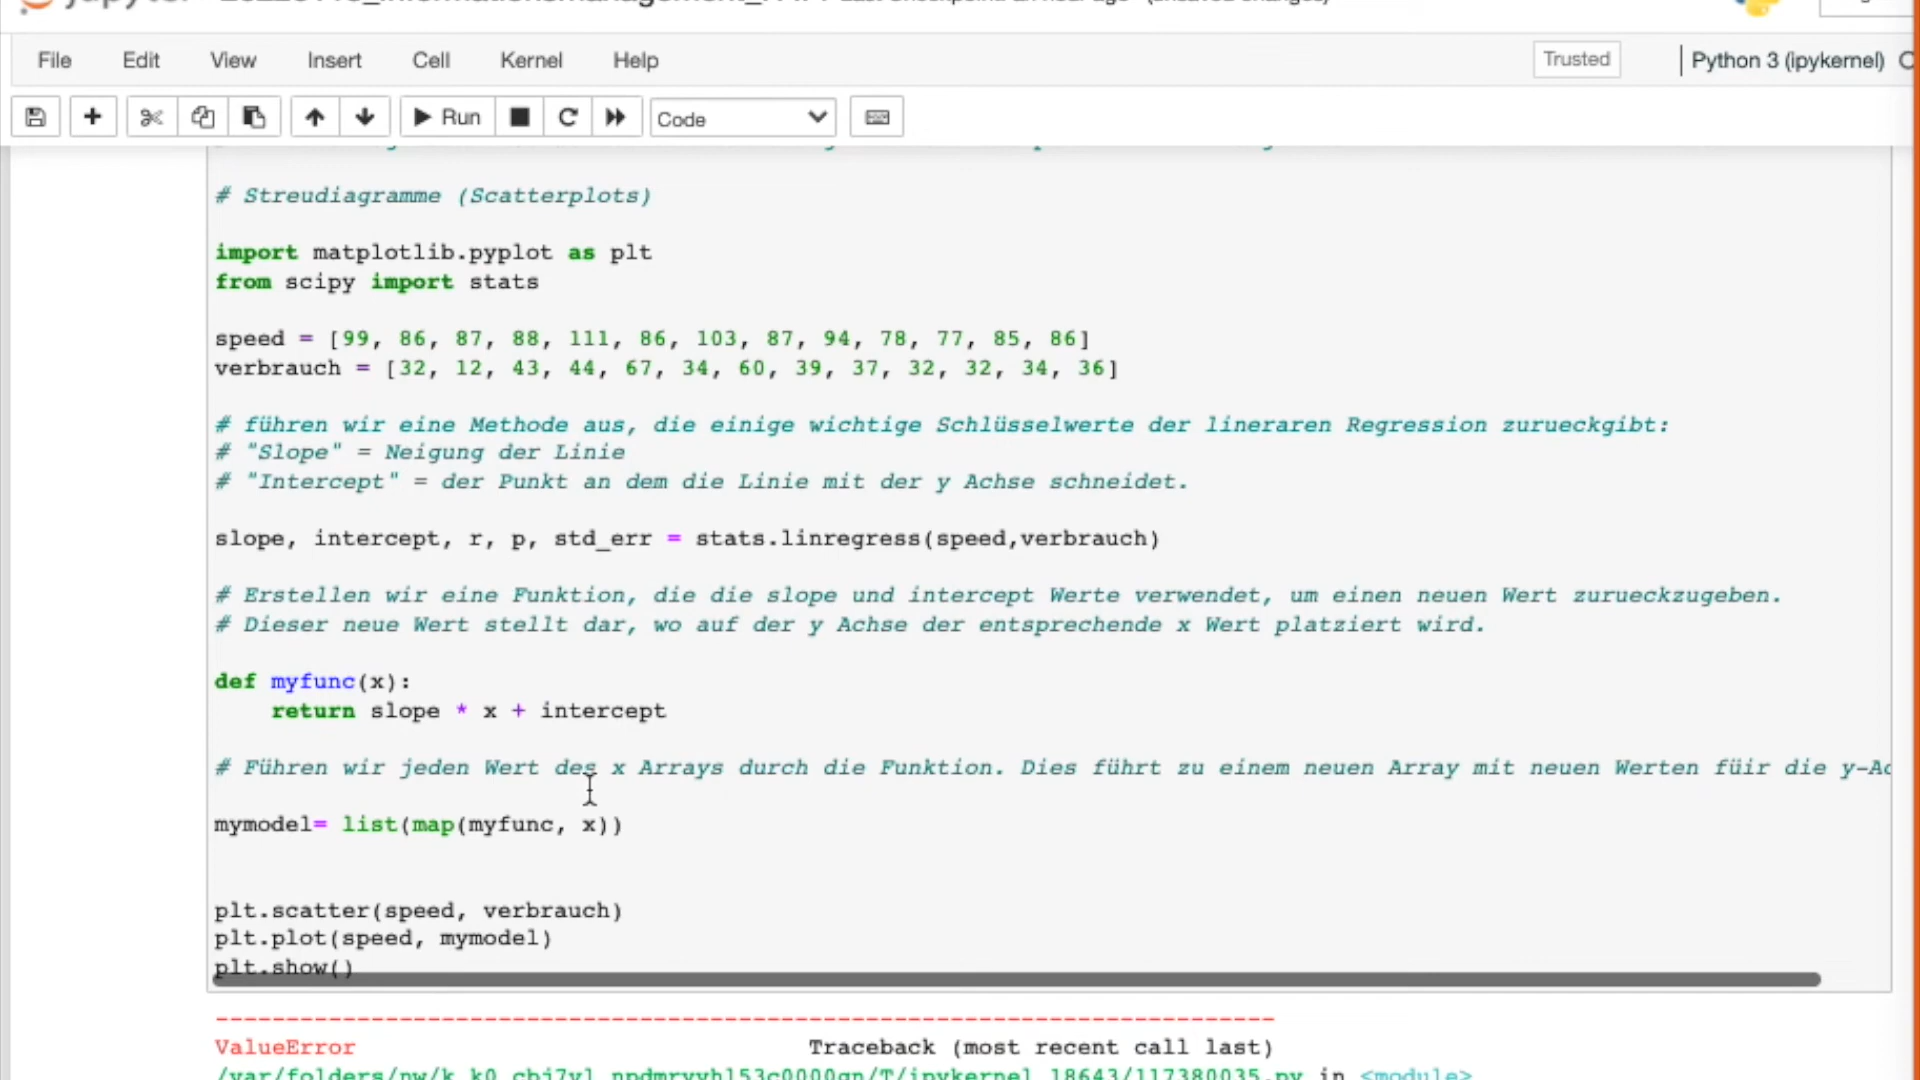 File Edit View Insert Cell Kernel Help Trusted Python 3 (ipykernel)
Run Code
# Streudiagramme (Scatterplots)
import matplotlib.pyplot as plt
from scipy import stats
speed = [99, 86, 87, 88, 111, 86, 103, 87, 94, 78, 77, 85, 86]
verbrauch = [32, 12, 43, 44, 67, 34, 60, 39, 37, 32, 32, 34, 36]
# führen wir eine Methode aus, die einige wichtige Schlüsselwerte der lineraren Regression zurueckgibt:
# "Slope" = Neigung der Linie
# "Intercept" = der Punkt an dem die Linie mit der y Achse schneidet.
slope, intercept, r, p, std_err = stats.linregress(speed,verbrauch)
# Erstellen wir eine Funktion, die die slope und intercept Werte verwendet, um einen neuen Wert zurueckzugeben.
# Dieser neue Wert stellt dar, wo auf der y Achse der entsprechende x Wert platziert wird.
def myfunc(x):
    return slope * x + intercept
# Führen wir jeden Wert des x Arrays durch die Funktion. Dies führt zu einem neuen Array mit neuen Werten füir die y-Ac
mymodel= list(map(myfunc, x))
plt.scatter(speed, verbrauch)
plt.plot(speed, mymodel)
plt.show()
ValueError Traceback (most recent call last)
in <module>